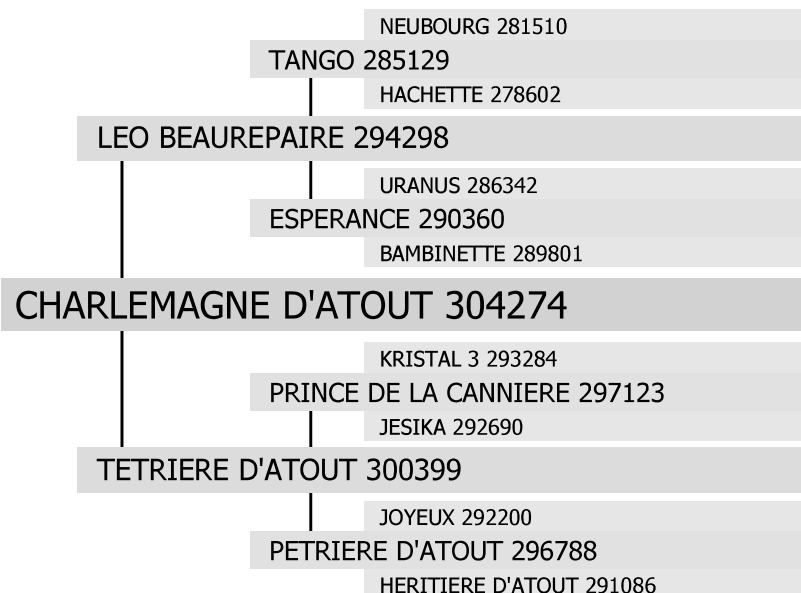 NEUBOURG 281510
TANGO 285129
HACHETTE 278602
LEO BEAUREPAIRE 294298
URANUS 286342
ESPERANCE 290360
BAMBINETTE 289801
CHARLEMAGNE D'ATOUT 304274
KRISTAL 3 293284
PRINCE DE LA CANNIERE 297123
JESIKA 292690
TETRIERE D'ATOUT 300399
JOYEUX 292200
PETRIERE D'ATOUT 296788
HERITIERE D'ATOUT 291086